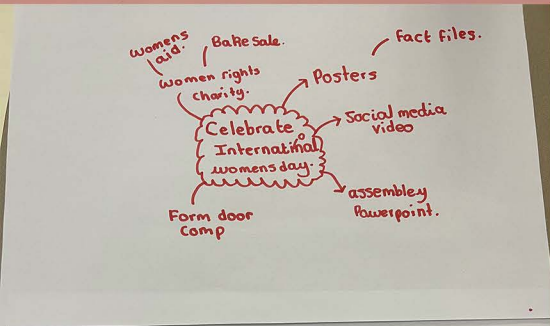 womens
aid.
Bake sale.
Women rights
charity.
Fact files.
Posters
Social media
video
Celebrate
International
womens day.
assembley
Powerpoint.
Form door
comp